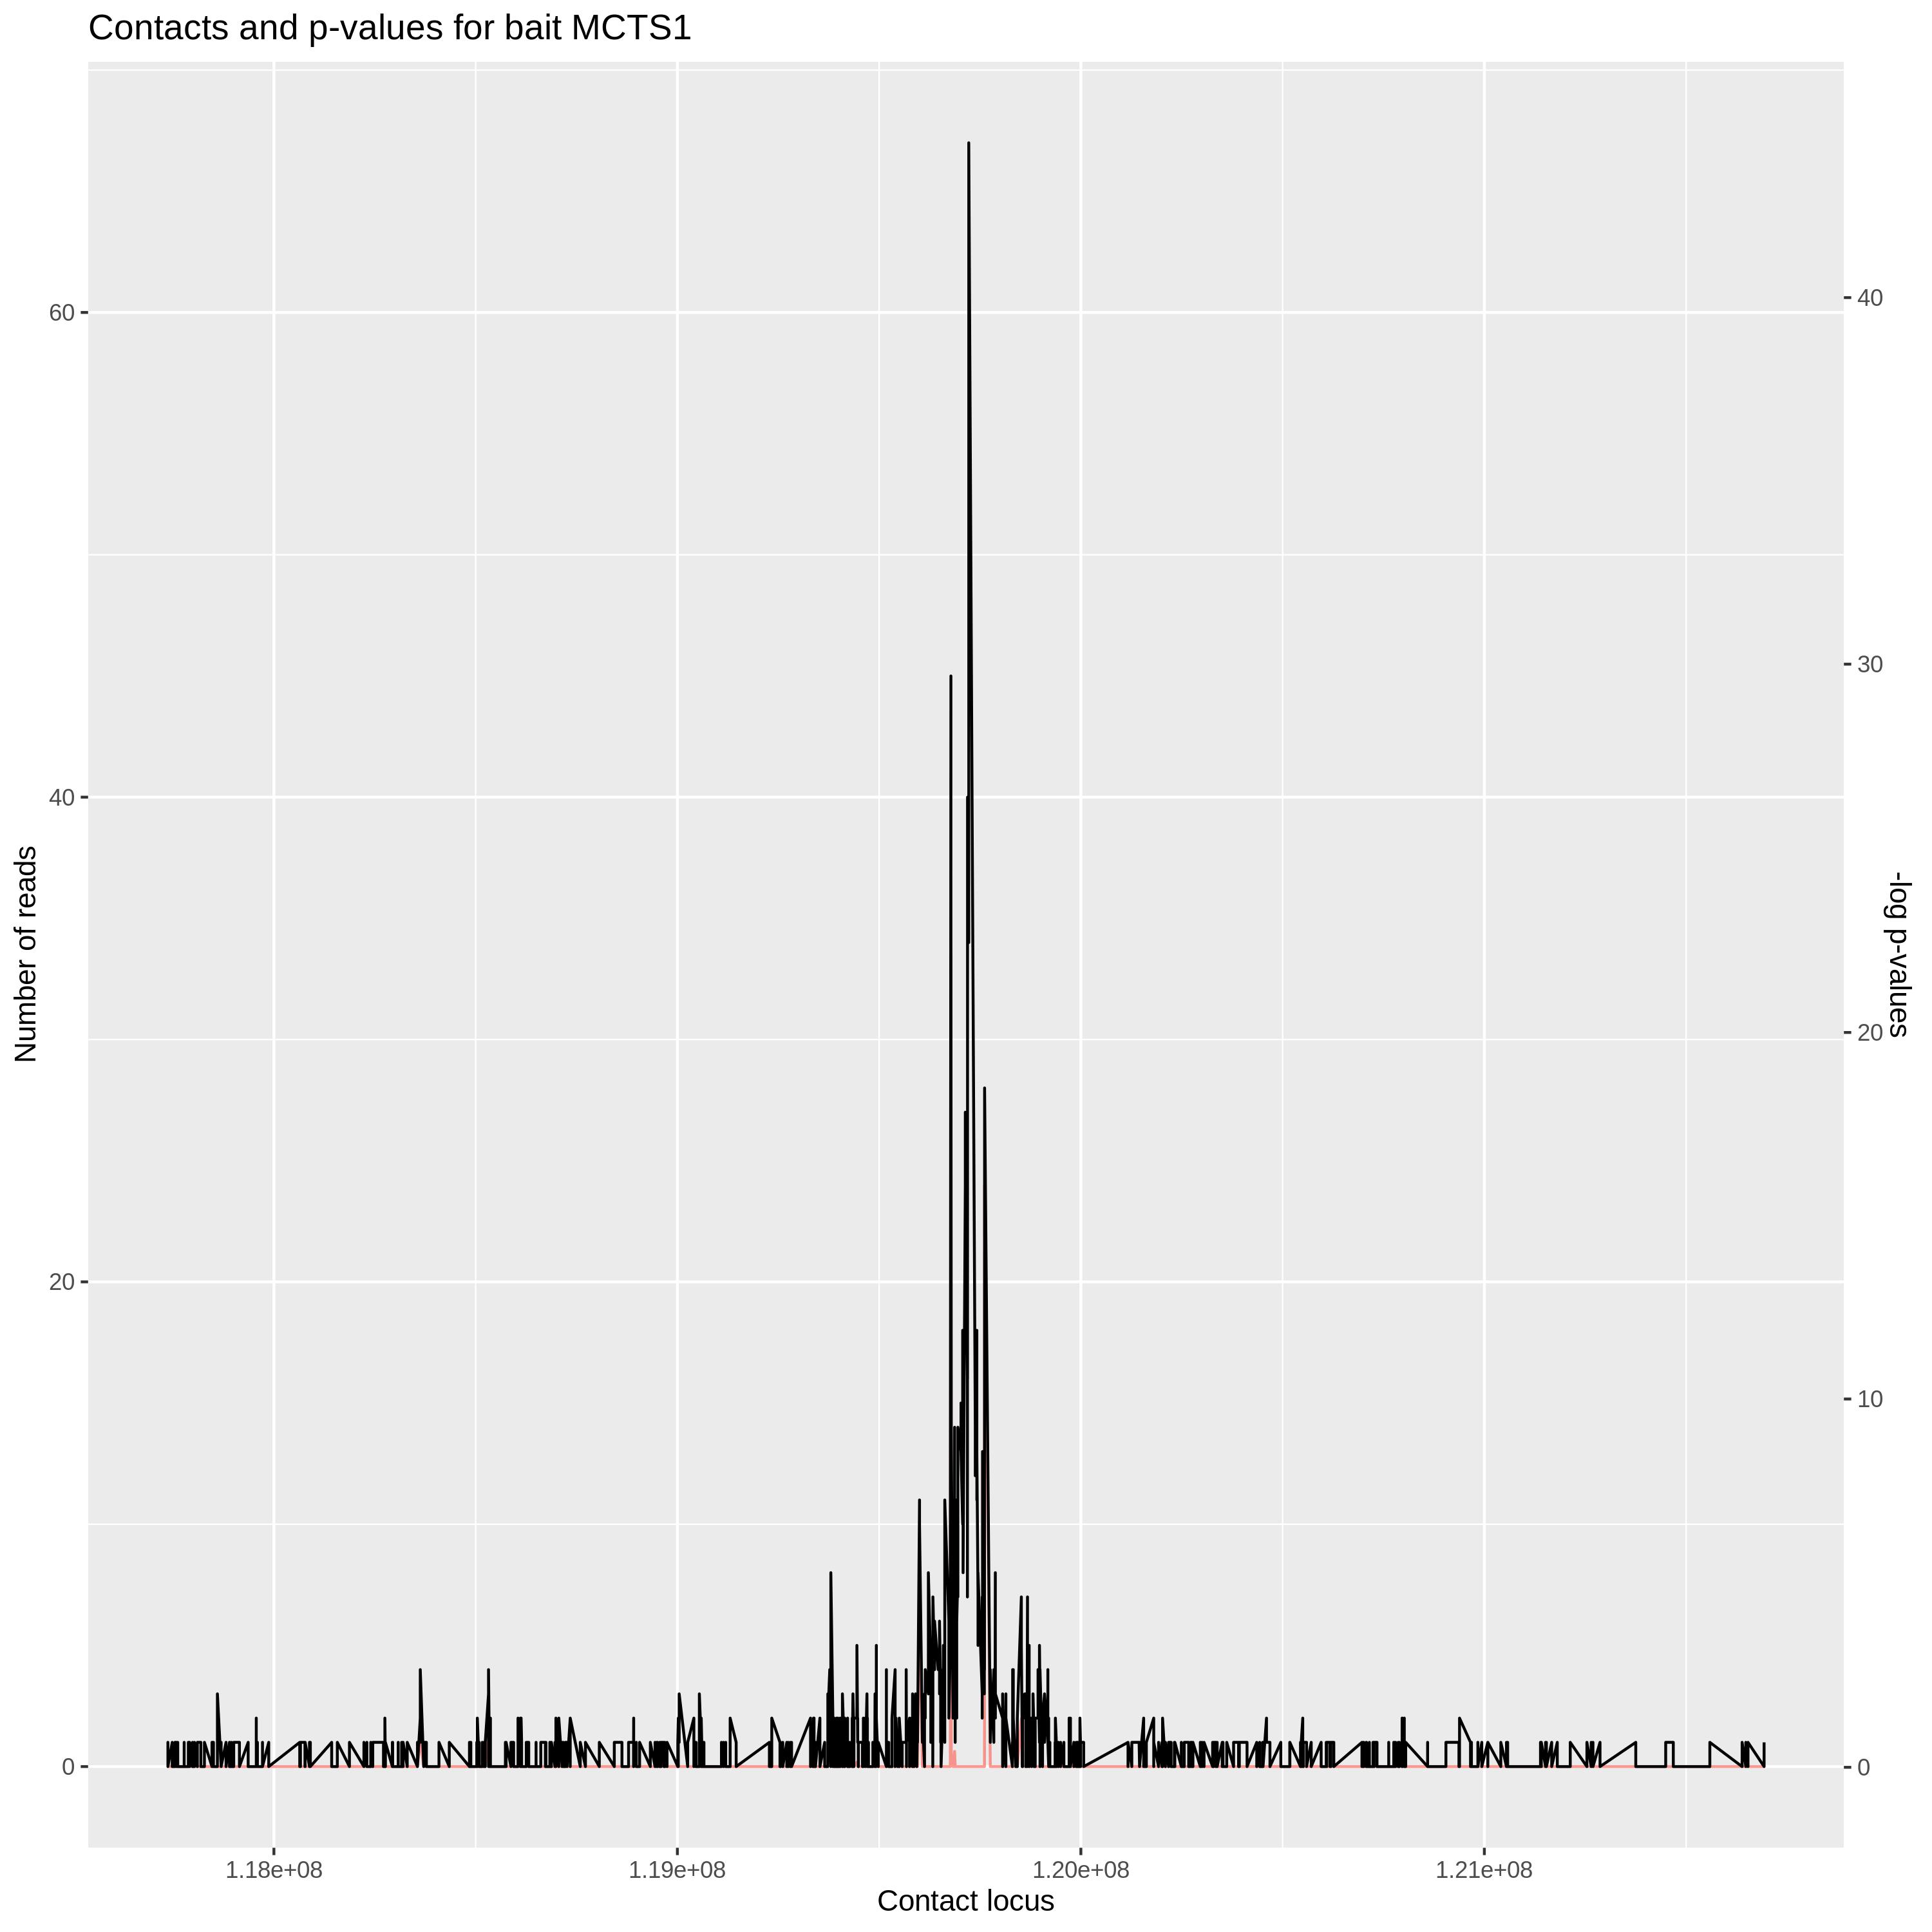 Contacts and p-values for bait MCTS1
60
40
20
0
Number of reads
40
30
20
10
0
-log p-values
1.18e+08
1.19e+08
1.20e+08
1.21e+08
Contact locus